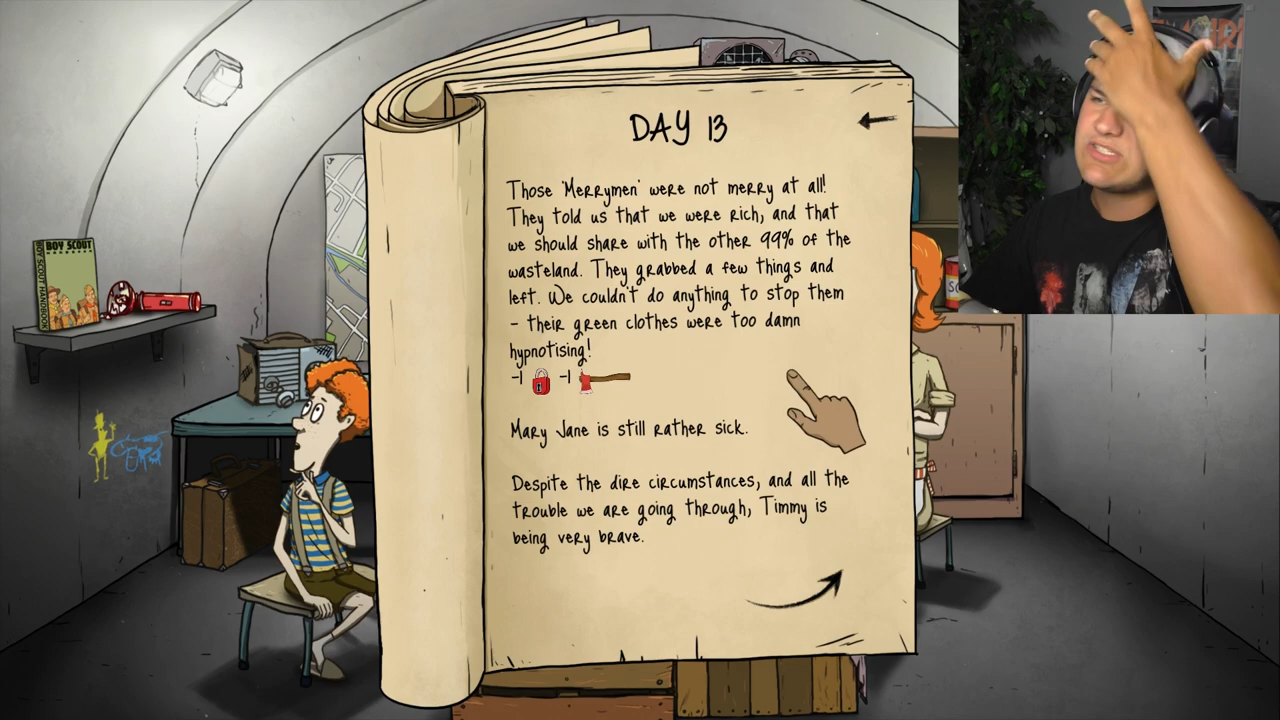 DAY 13
Those 'Merrymen' were not merry at all!
They told us that we were rich, and that
we should share with the other 99% of the
wasteland. They grabbed a few things and
left. We couldn't do anything to stop them
- their green clothes were too damn
hypnotising!
-1 -1
Mary Jane is still rather sick.
Despite the dire circumstances, and all the
trouble we are going through, Timmy is
being very brave.
BOY SCOUT
BOY SCOUT HANDBOOK